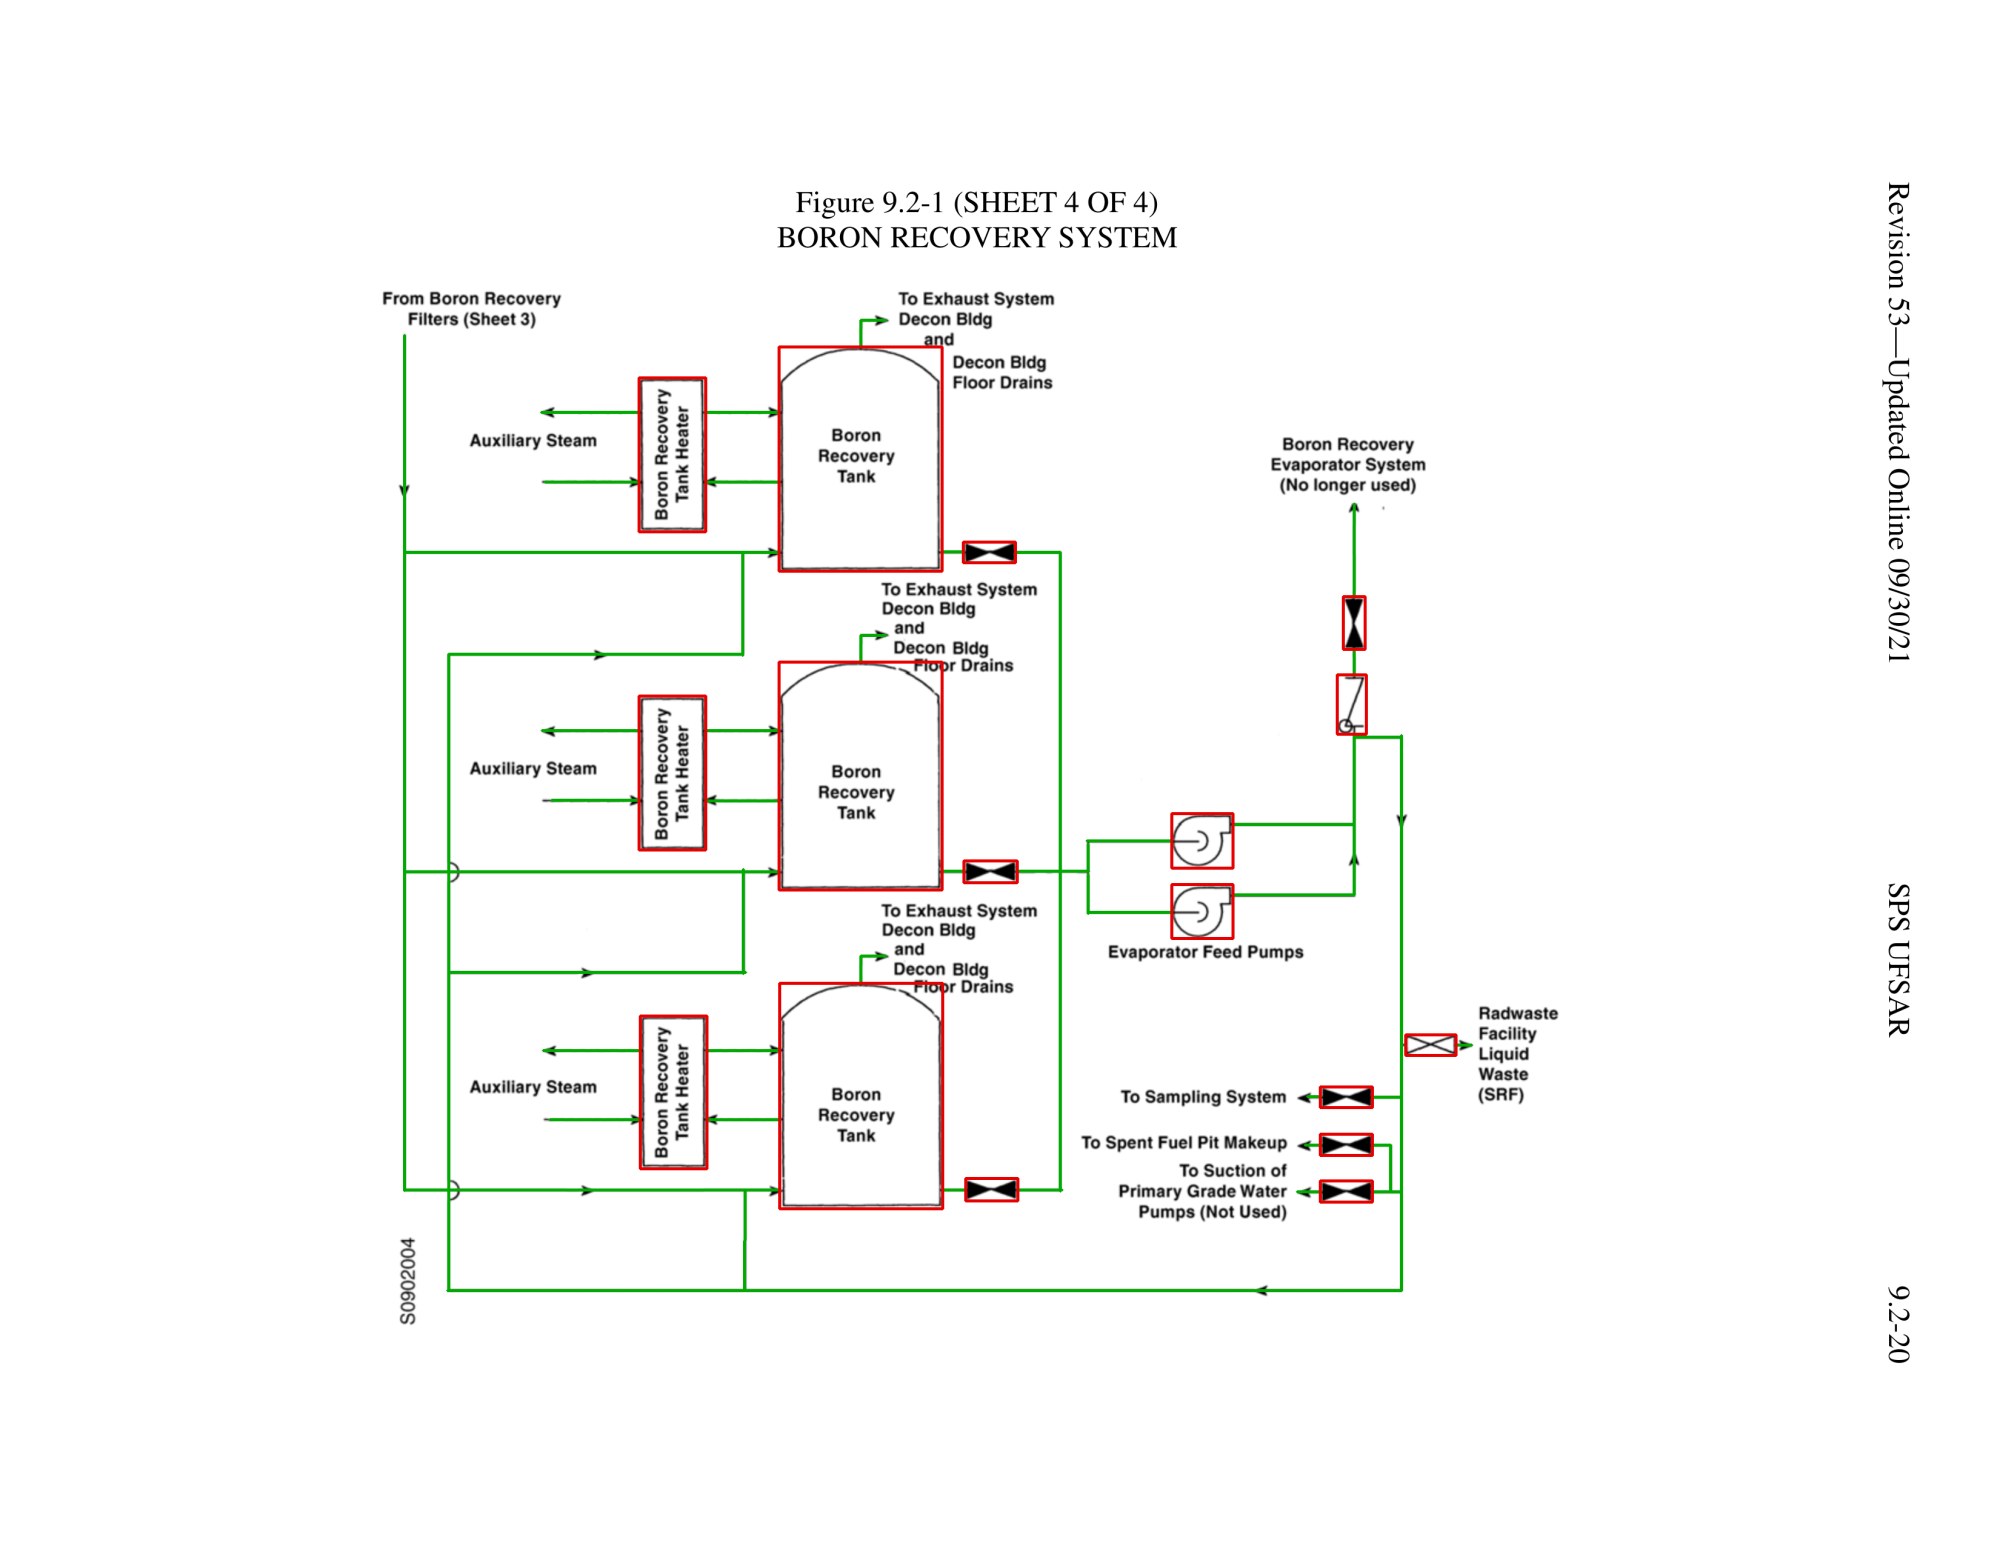 Figure 9.2-1 (SHEET 4 OF 4)
BORON RECOVERY SYSTEM
From Boron Recovery
Filters (Sheet 3)
To Exhaust System
Decon Bldg
and
Decon Bldg
Floor Drains
Boron Recovery
Tank Heater
Auxiliary Steam
Boron
Recovery
Tank
Boron Recovery
Evaporator System
(No longer used)
To Exhaust System
Decon Bldg
and
Decon Bldg
Floor Drains
Boron Recovery
Tank Heater
Auxiliary Steam
Boron
Recovery
Tank
Evaporator Feed Pumps
To Exhaust System
Decon Bldg
and
Decon Bldg
Floor Drains
Boron Recovery
Tank Heater
Auxiliary Steam
Boron
Recovery
Tank
Radwaste
Facility
Liquid
Waste
(SRF)
To Sampling System
To Spent Fuel Pit Makeup
To Suction of
Primary Grade Water
Pumps (Not Used)
S0902004
Revision 53—Updated Online 09/30/21
SPS UFSAR
9.2-20